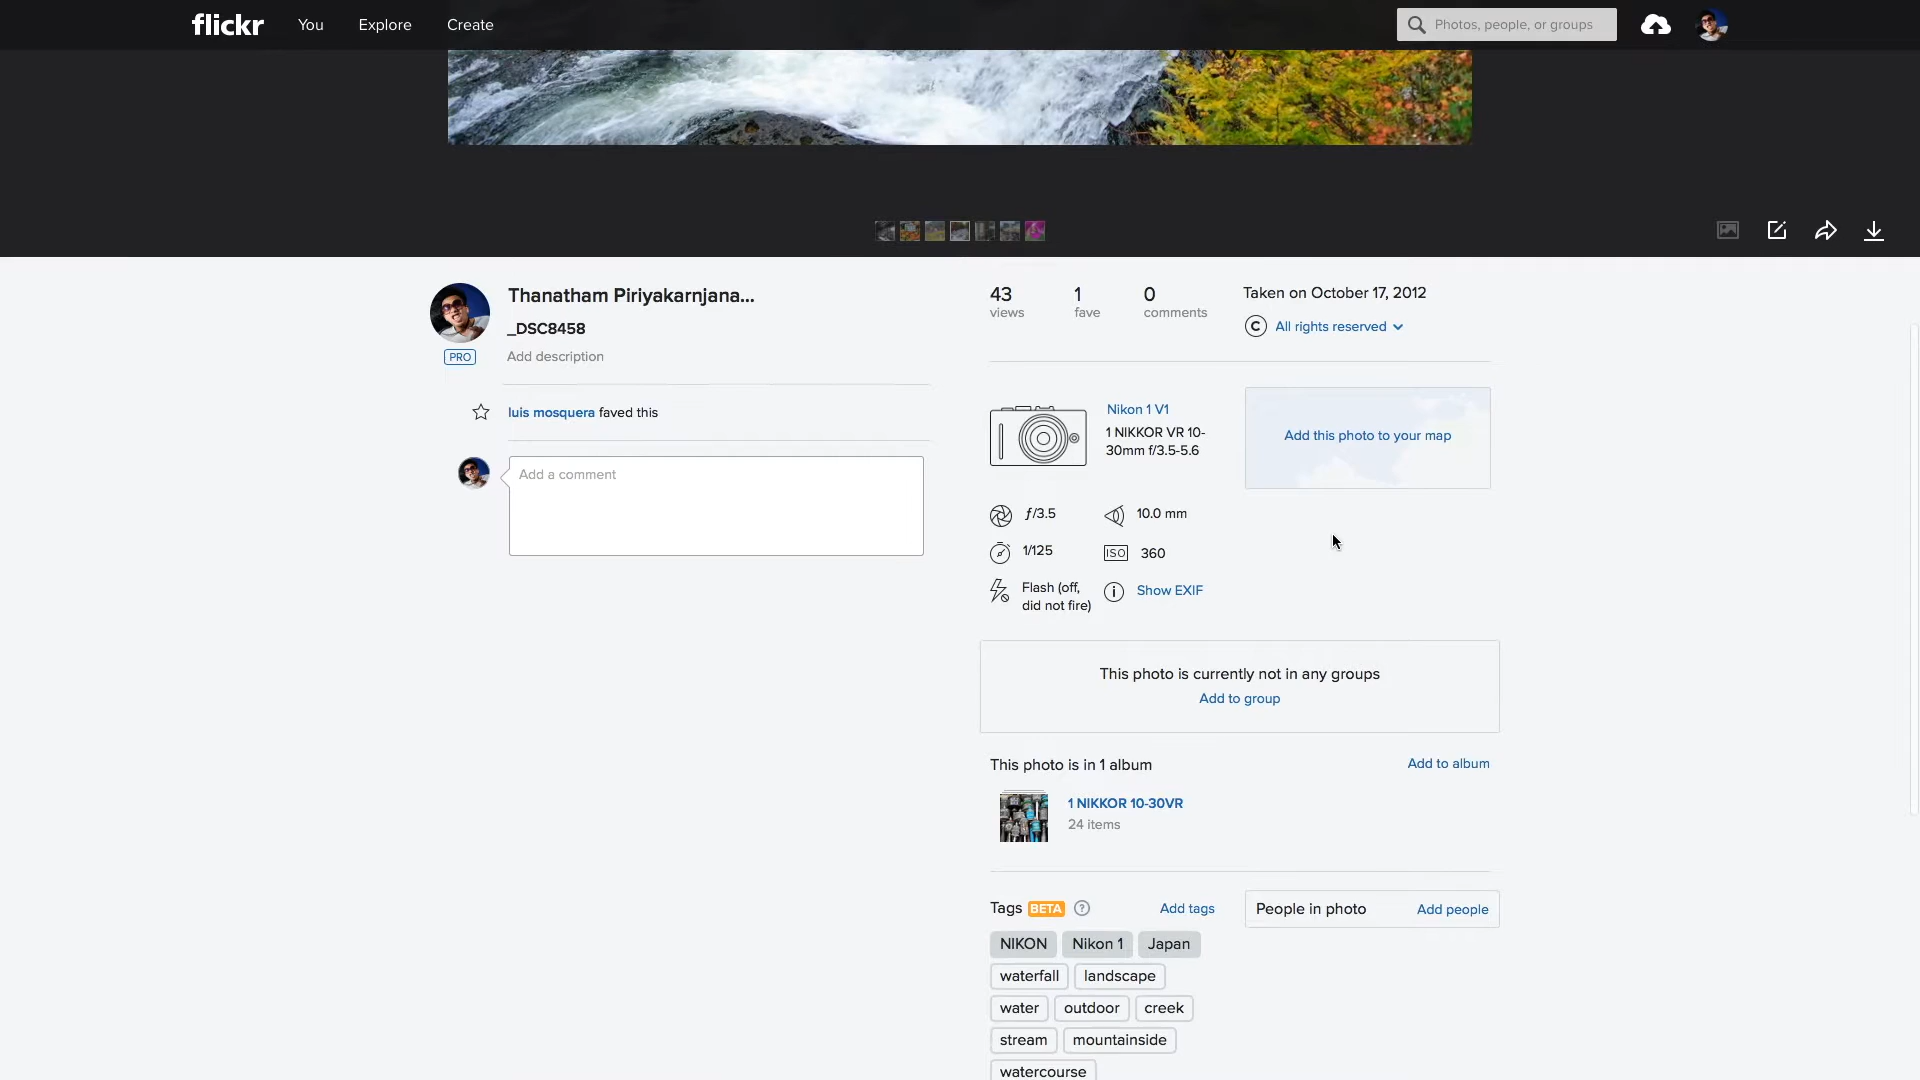 flickr
You
Explore
Create
Photos, people, or groups
Thanatham Piriyakarnjana...
_DSC8458
PRO
Add description
luis mosquera faved this
Add a comment
43
views
1
fave
0
comments
Taken on October 17, 2012
C All rights reserved
Nikon 1 V1
1 NIKKOR VR 10-
30mm f/3.5-5.6
Add this photo to your map
ƒ/3.5
10.0 mm
1/125
ISO 360
Flash (off,
did not fire)
i Show EXIF
This photo is currently not in any groups
Add to group
This photo is in 1 album
Add to album
1 NIKKOR 10-30VR
24 items
Tags BETA ?
Add tags
People in photo
Add people
NIKON Nikon 1 Japan
waterfall landscape
water outdoor creek
stream mountainside
watercourse